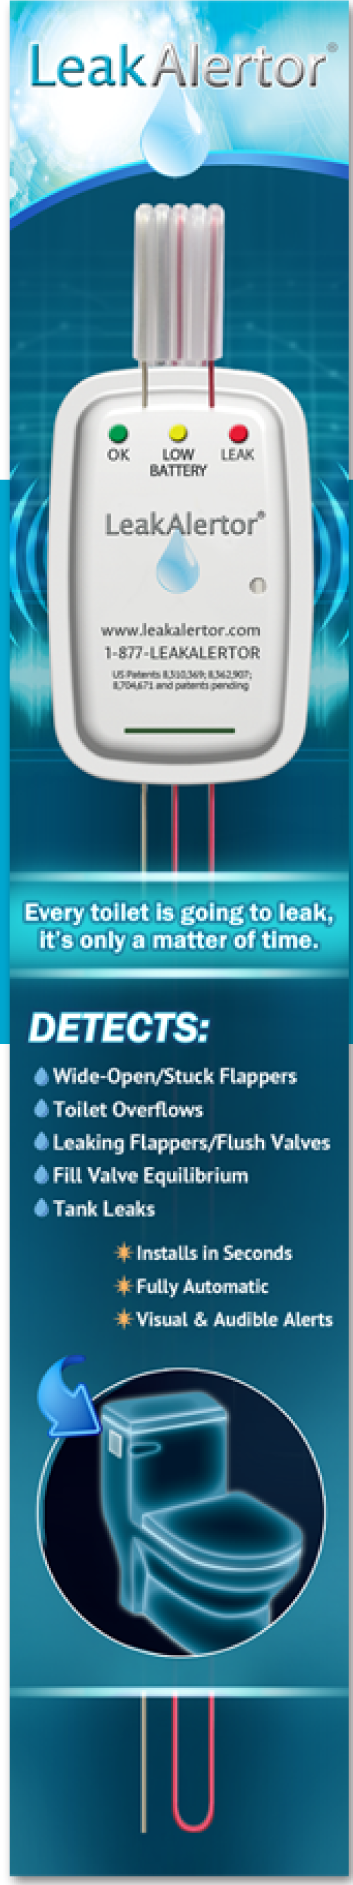 LeakAlertor®
OK
LOW
BATTERY
LEAK
LeakAlertor®
www.leakalertor.com
1-877-LEAKALERTOR
US Patents 8,310,369; 8,362,907;
8,704,671 and patents pending
Every toilet is going to leak,
it's only a matter of time.
DETECTS:
Wide-Open/Stuck Flappers
Toilet Overflows
Leaking Flappers/Flush Valves
Fill Valve Equilibrium
Tank Leaks
Installs in Seconds
Fully Automatic
Visual & Audible Alerts